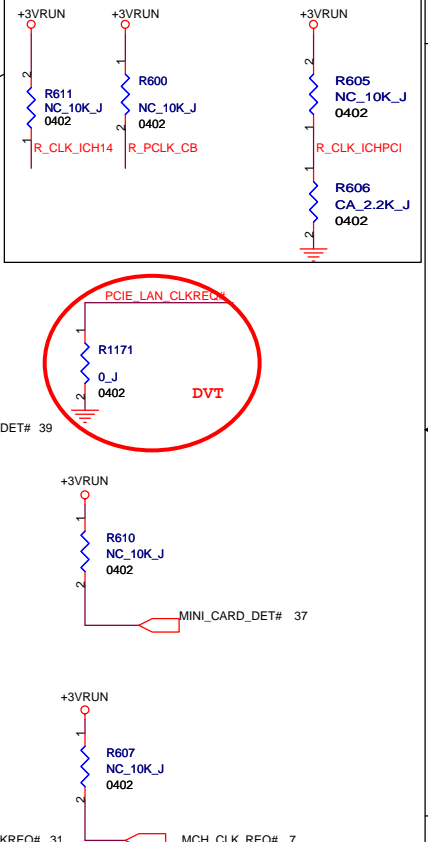 +3VRUN
+3VRUN
+3VRUN
2
R611
NC_10K_J
0402
1
R_CLK_ICH14
1
R600
NC_10K_J
0402
2
R_PCLK_CB
2
R605
NC_10K_J
0402
1
R_CLK_ICHPCI
1
R606
CA_2.2K_J
0402
2
PCIE_LAN_CLKREQ#
1
R1171
0_J
0402
2
DVT
DET# 39
+3VRUN
1
R610
NC_10K_J
0402
2
MINI_CARD_DET# 37
+3VRUN
1
R607
NC_10K_J
0402
2
KREQ# 31
MCH_CLK_REQ# 7